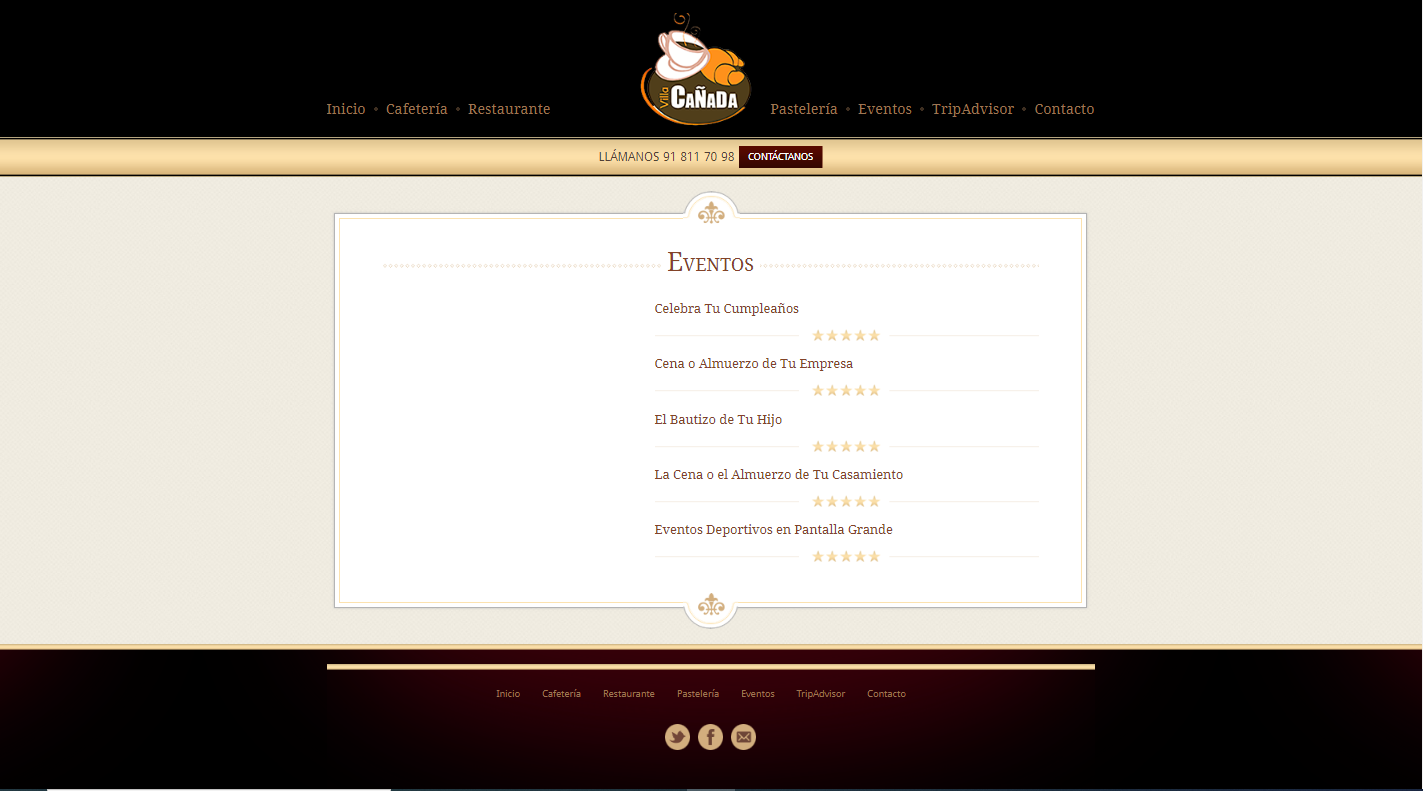 Villa CAÑADA
Inicio • Cafetería • Restaurante
Pastelería • Eventos • TripAdvisor • Contacto
LLÁMANOS 91 811 70 98 CONTÁCTANOS
Eventos
Celebra Tu Cumpleaños
Cena o Almuerzo de Tu Empresa
El Bautizo de Tu Hijo
La Cena o el Almuerzo de Tu Casamiento
Eventos Deportivos en Pantalla Grande
Inicio Cafetería Restaurante Pastelería Eventos TripAdvisor Contacto